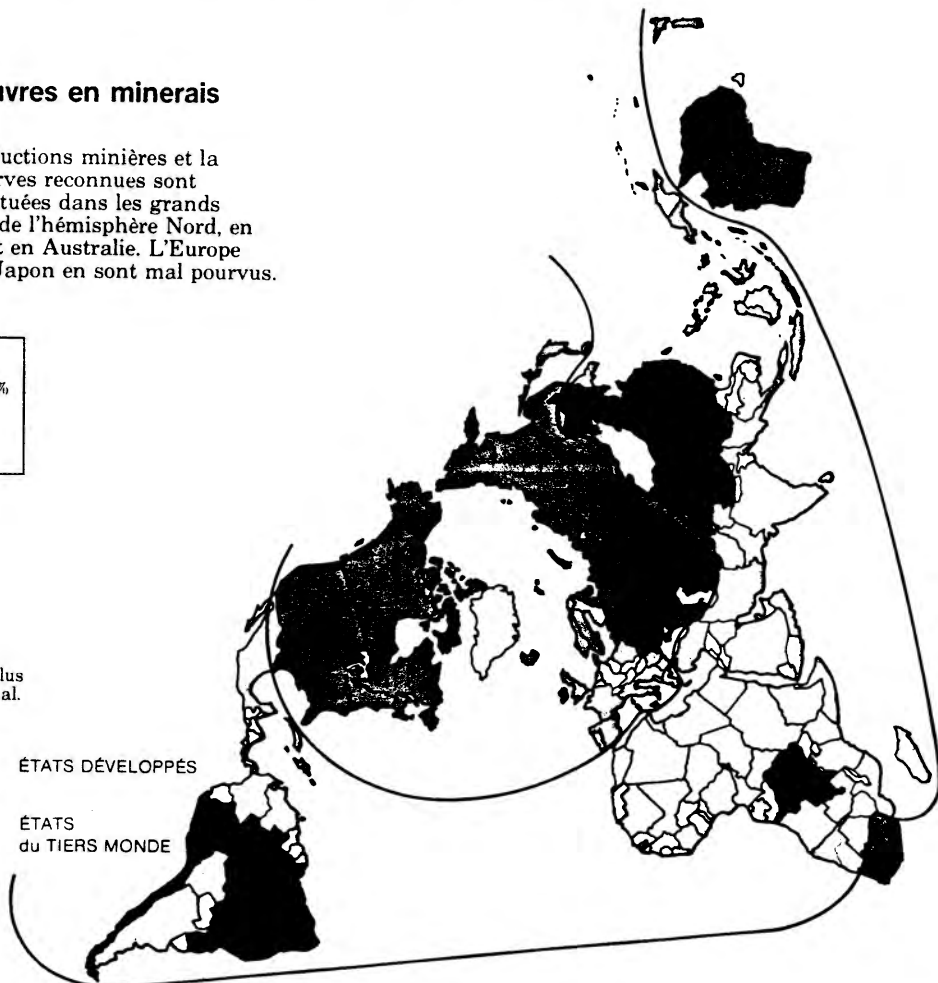 uvres en minerais
uctions minières et la
rves reconnues sont
tuées dans les grands
de l'hémisphère Nord, en
t en Australie. L'Europe
Japon en sont mal pourvus.
%
lus
al.
ÉTATS DÉVELOPPÉS
ÉTATS
du TIERS MONDE